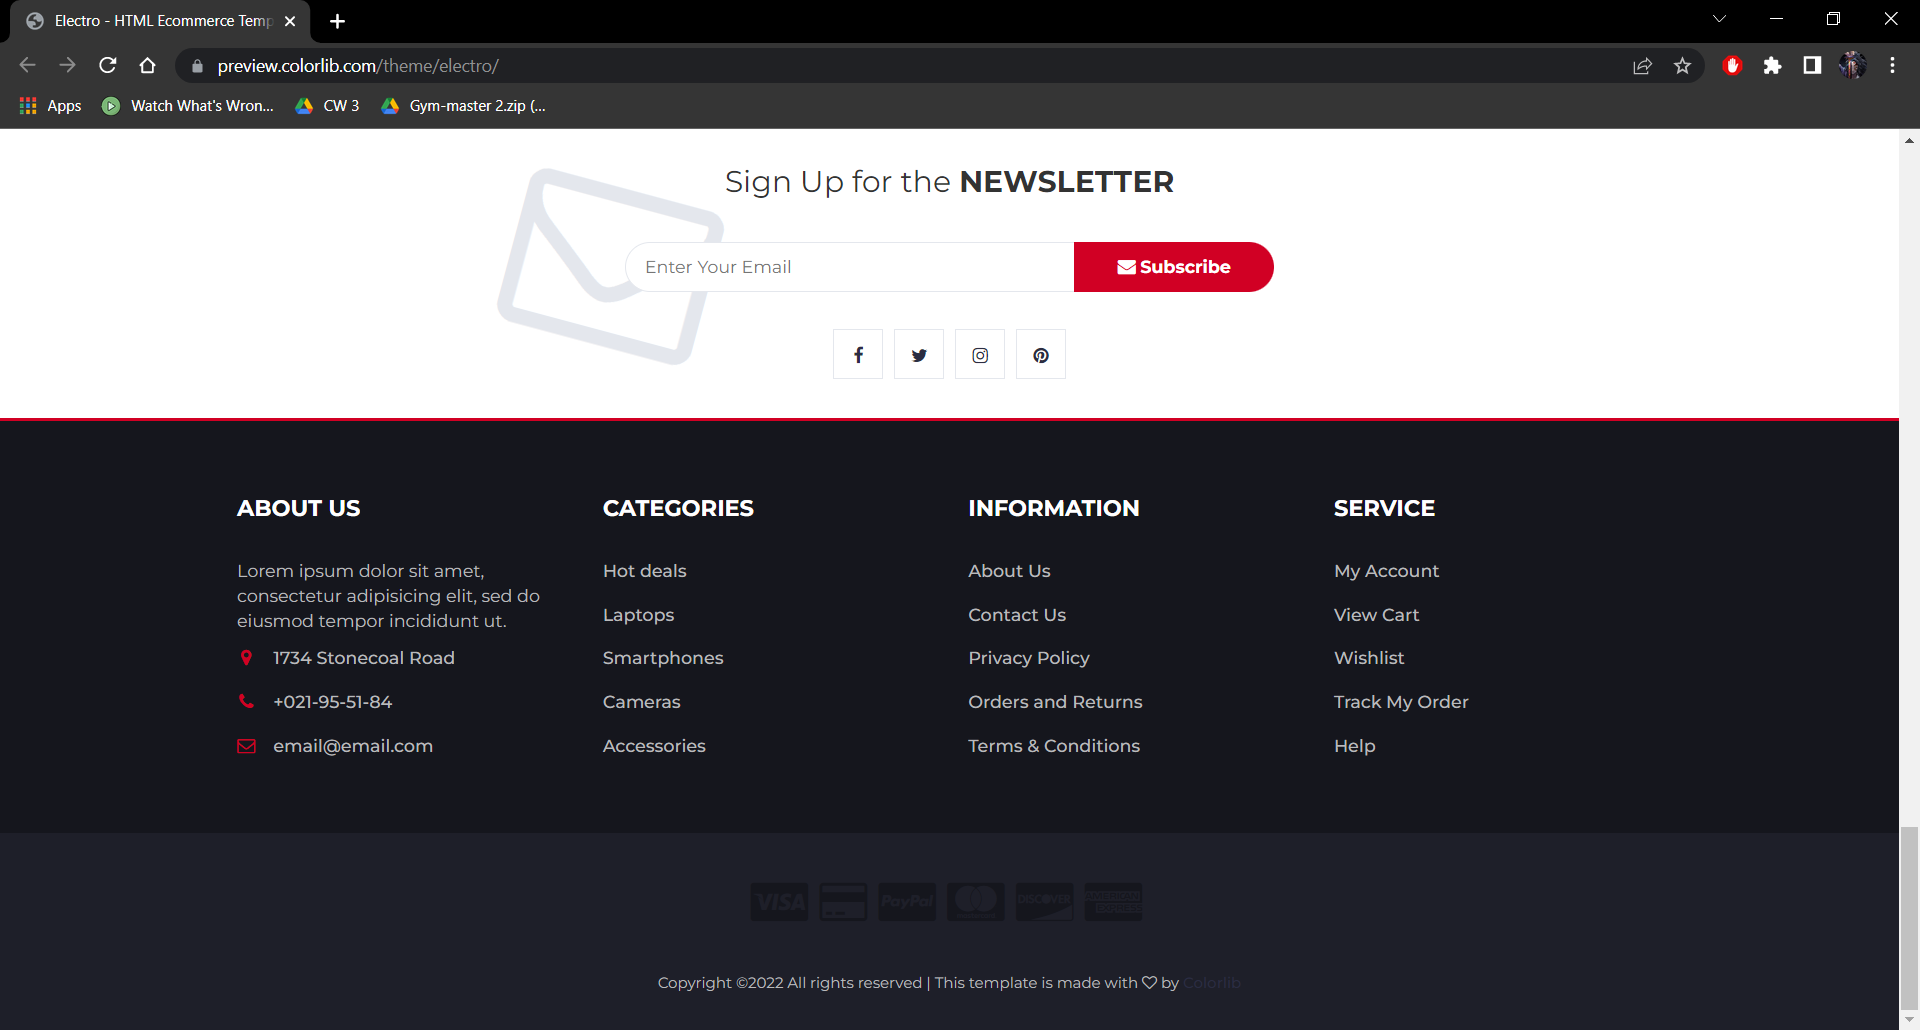 Electro - HTML Ecommerce Temp
preview.colorlib.com/theme/electro/
Apps
Watch What's Wron...
CW 3
Gym-master 2.zip (...
Sign Up for the NEWSLETTER
Enter Your Email
Subscribe
ABOUT US
Lorem ipsum dolor sit amet,
consectetur adipisicing elit, sed do
eiusmod tempor incididunt ut.
1734 Stonecoal Road
+021-95-51-84
email@email.com
CATEGORIES
Hot deals
Laptops
Smartphones
Cameras
Accessories
INFORMATION
About Us
Contact Us
Privacy Policy
Orders and Returns
Terms & Conditions
SERVICE
My Account
View Cart
Wishlist
Track My Order
Help
VISA
PayPal
DISCOVER
AMERICAN
EXPRESS
Copyright ©2022 All rights reserved | This template is made with ♡ by Colorlib